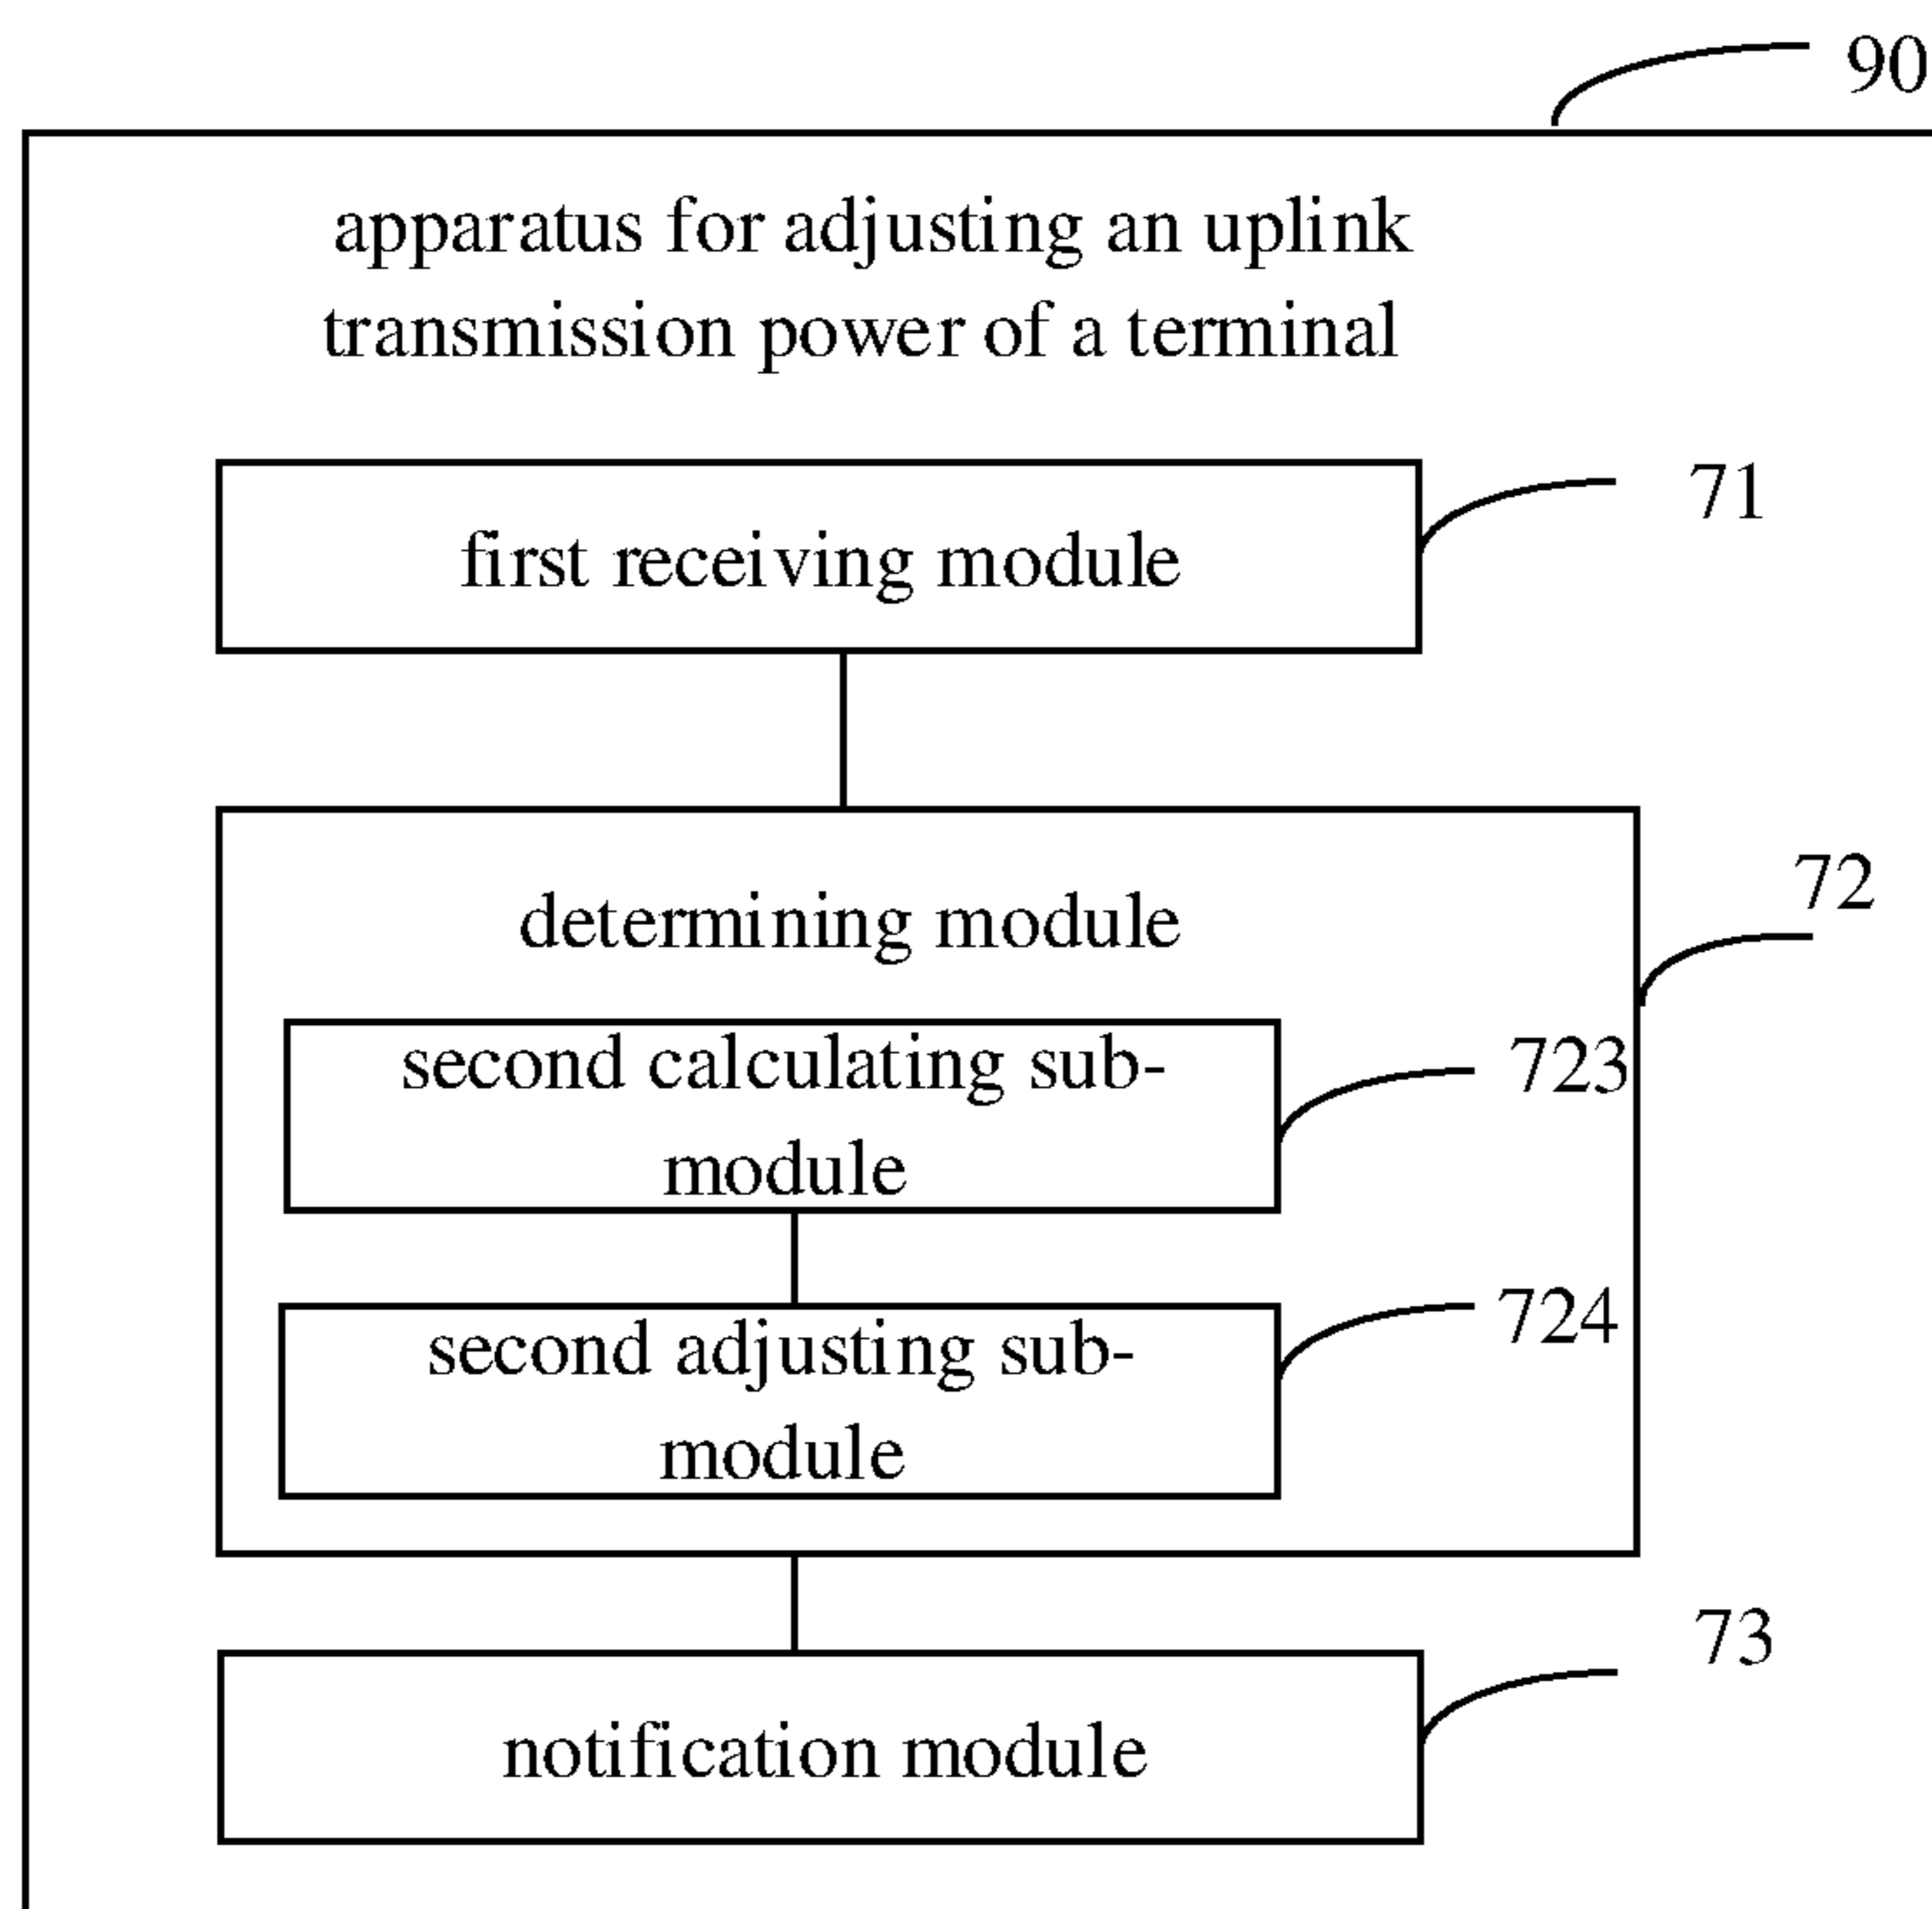 90
apparatus for adjusting an uplink
transmission power of a terminal
71
first receiving module
72
determining module
second calculating sub-
module
723
second adjusting sub-
module
724
73
notification module